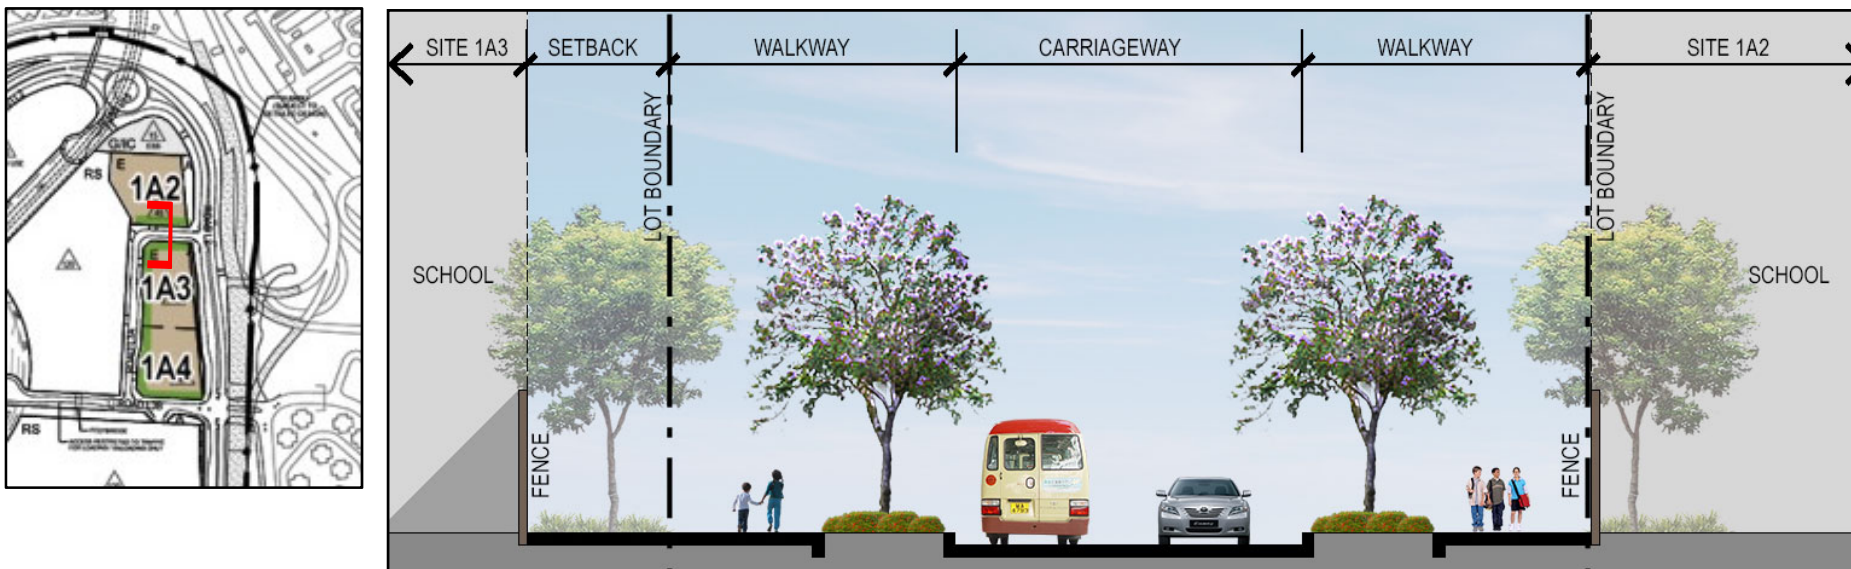 G/IC
E
RS
1A2
E
1A3
1A4
RS
SITE 1A3
SETBACK
WALKWAY
CARRIAGEWAY
WALKWAY
SITE 1A2
LOT BOUNDARY
LOT BOUNDARY
SCHOOL
SCHOOL
FENCE
FENCE